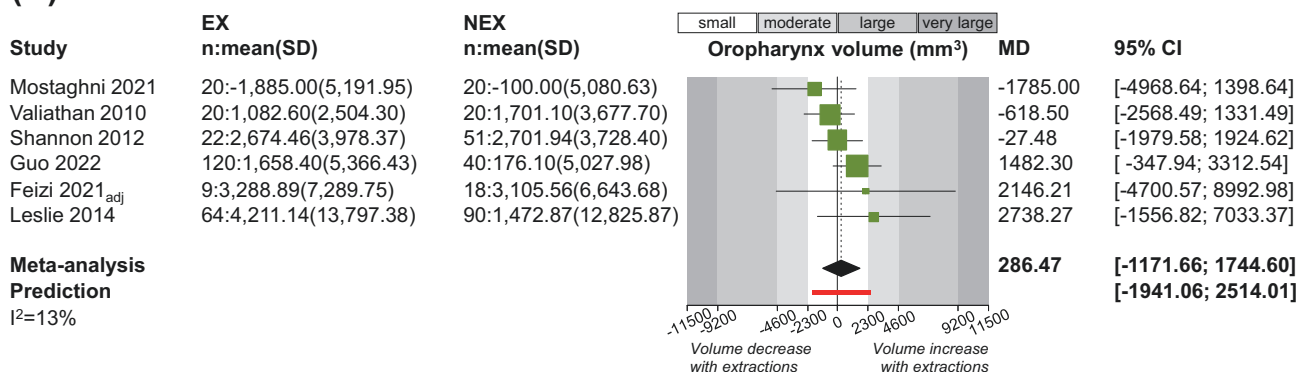 EX NEX small moderate large very large
Study n:mean(SD) n:mean(SD) Oropharynx volume (mm³) MD 95% CI
Mostaghni 2021 20:-1,885.00(5,191.95) 20:-100.00(5,080.63) -1785.00 [-4968.64; 1398.64]
Valiathan 2010 20:1,082.60(2,504.30) 20:1,701.10(3,677.70) -618.50 [-2568.49; 1331.49]
Shannon 2012 22:2,674.46(3,978.37) 51:2,701.94(3,728.40) -27.48 [-1979.58; 1924.62]
Guo 2022 120:1,658.40(5,366.43) 40:176.10(5,027.98) 1482.30 [ -347.94; 3312.54]
Feizi 2021adj 9:3,288.89(7,289.75) 18:3,105.56(6,643.68) 2146.21 [-4700.57; 8992.98]
Leslie 2014 64:4,211.14(13,797.38) 90:1,472.87(12,825.87) 2738.27 [-1556.82; 7033.37]
Meta-analysis 286.47 [-1171.66; 1744.60]
Prediction [-1941.06; 2514.01]
I²=13%
-11500 -9200 -4600 -2300 0 2300 4600 9200 11500
Volume decrease Volume increase
with extractions with extractions